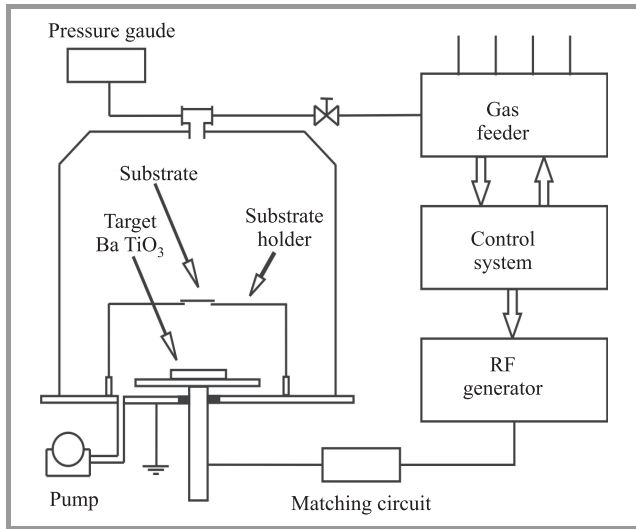 Pressure gaude
Gas
feeder
Substrate
Target
Ba TiO₃
Substrate
holder
Control
system
RF
generator
Pump
Matching circuit